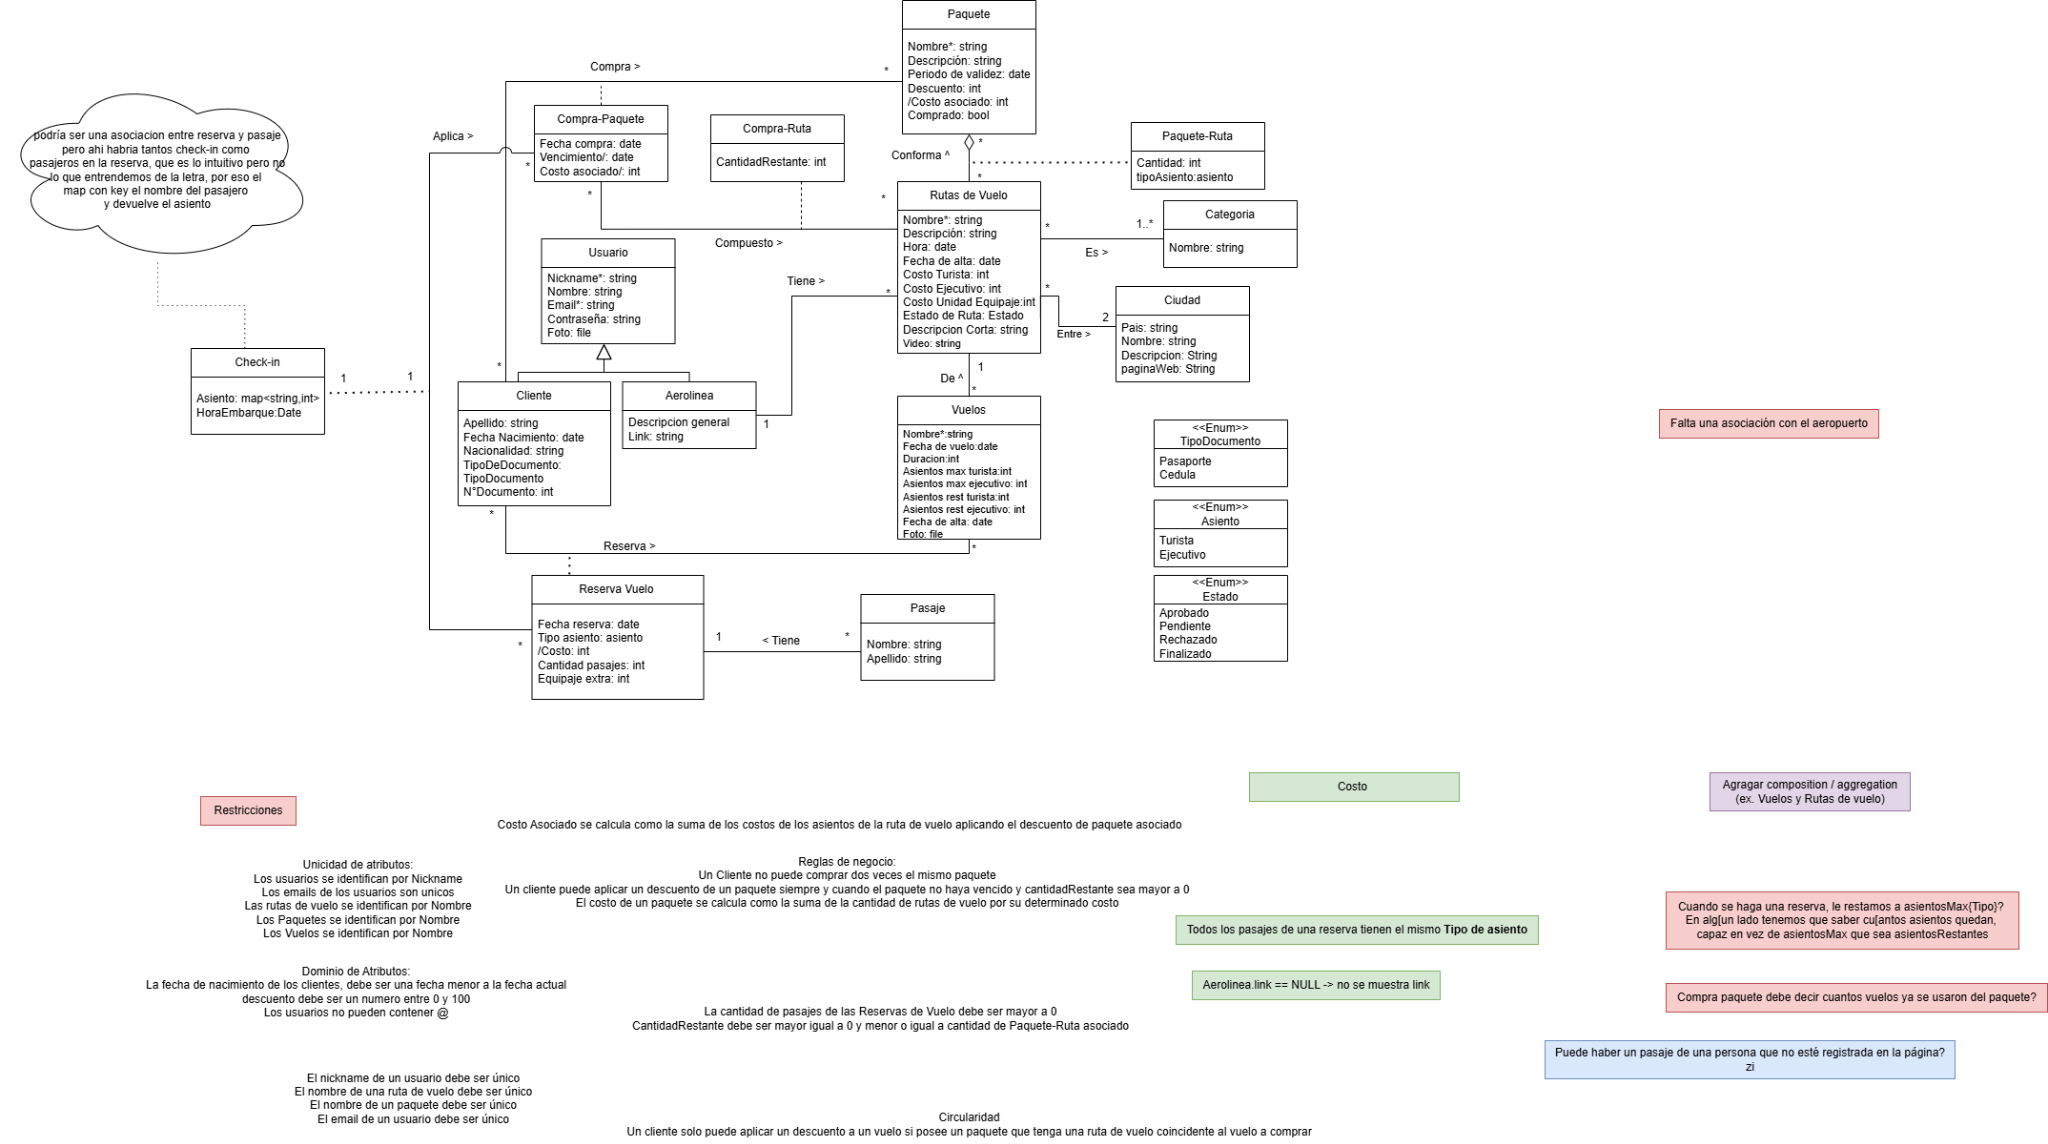 Paquete
Nombre*: string
Descripción: string
Periodo de validez: date
Descuento: int
/Costo asociado: int
Comprado: bool
Compra >
*
podría ser una asociacion entre reserva y pasaje
pero ahi habria tantos check-in como
pasajeros en la reserva, que es lo intuitivo pero no
lo que entrendemos de la letra, por eso el
map con key el nombre del pasajero
y devuelve el asiento
Aplica >
*
Compra-Paquete
Fecha compra: date
Vencimiento/: date
Costo asociado/: int
*
Compra-Ruta
CantidadRestante: int
Conforma ^
*
*
Paquete-Ruta
Cantidad: int
tipoAsiento:asiento
Compuesto >
*
Rutas de Vuelo
Nombre*: string
Descripción: string
Hora: date
Fecha de alta: date
Costo Turista: int
Costo Ejecutivo: int
Costo Unidad Equipaje:int
Estado de Ruta: Estado
Descripcion Corta: string
Video: string
*
1..*
Es >
Categoria
Nombre: string
Usuario
Nickname*: string
Nombre: string
Email*: string
Contraseña: string
Foto: file
Tiene >
*
*
2
Entre >
Ciudad
Pais: string
Nombre: string
Descripcion: String
paginaWeb: String
Check-in
Asiento: map<string,int>
HoraEmbarque:Date
1
1
*
Cliente
Apellido: string
Fecha Nacimiento: date
Nacionalidad: string
TipoDeDocumento:
TipoDocumento
N°Documento: int
*
Aerolinea
Descripcion general
Link: string
1
1
De ^
*
Vuelos
Nombre*:string
Fecha de vuelo:date
Duracion:int
Asientos max turista:int
Asientos max ejecutivo: int
Asientos rest turista:int
Asientos rest ejecutivo: int
Fecha de alta: date
Foto: file
*
<<Enum>>
TipoDocumento
Pasaporte
Cedula
Falta una asociación con el aeropuerto
<<Enum>>
Asiento
Turista
Ejecutivo
Reserva >
<<Enum>>
Estado
Aprobado
Pendiente
Rechazado
Finalizado
Reserva Vuelo
Fecha reserva: date
Tipo asiento: asiento
/Costo: int
Cantidad pasajes: int
Equipaje extra: int
*
1
< Tiene
*
Pasaje
Nombre: string
Apellido: string
Costo
Agragar composition / aggregation
(ex. Vuelos y Rutas de vuelo)
Restricciones
Costo Asociado se calcula como la suma de los costos de los asientos de la ruta de vuelo aplicando el descuento de paquete asociado
Unicidad de atributos:
Los usuarios se identifican por Nickname
Los emails de los usuarios son unicos
Las rutas de vuelo se identifican por Nombre
Los Paquetes se identifican por Nombre
Los Vuelos se identifican por Nombre
Reglas de negocio:
Un Cliente no puede comprar dos veces el mismo paquete
Un cliente puede aplicar un descuento de un paquete siempre y cuando el paquete no haya vencido y cantidadRestante sea mayor a 0
El costo de un paquete se calcula como la suma de la cantidad de rutas de vuelo por su determinado costo
Todos los pasajes de una reserva tienen el mismo Tipo de asiento
Cuando se haga una reserva, le restamos a asientosMax{Tipo}?
En alg[un lado tenemos que saber cu[antos asientos quedan,
capaz en vez de asientosMax que sea asientosRestantes
Dominio de Atributos:
La fecha de nacimiento de los clientes, debe ser una fecha menor a la fecha actual
descuento debe ser un numero entre 0 y 100
Los usuarios no pueden contener @
Aerolinea.link == NULL -> no se muestra link
Compra paquete debe decir cuantos vuelos ya se usaron del paquete?
La cantidad de pasajes de las Reservas de Vuelo debe ser mayor a 0
CantidadRestante debe ser mayor igual a 0 y menor o igual a cantidad de Paquete-Ruta asociado
Puede haber un pasaje de una persona que no esté registrada en la página?
zi
El nickname de un usuario debe ser único
El nombre de una ruta de vuelo debe ser único
El nombre de un paquete debe ser único
El email de un usuario debe ser único
Circularidad
Un cliente solo puede aplicar un descuento a un vuelo si posee un paquete que tenga una ruta de vuelo coincidente al vuelo a comprar